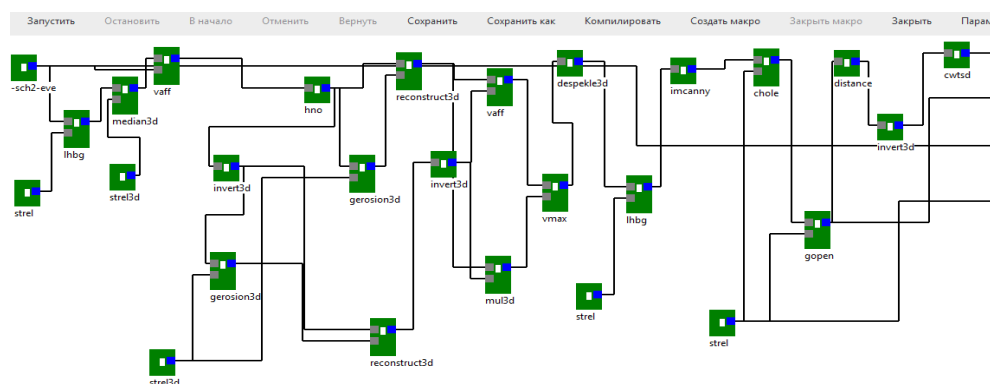 Запустить Остановить В начало Отменить Вернуть Сохранить Сохранить как Компилировать Создать макро Закрыть макро Закрыть Парам
-sch2-eve
vaff
reconstruct3d
despekle3d
imcanny
chole
distance
cwtsd
median3d
hno
vaff
lhbg
invert3d
strel
strel3d
invert3d
gerosion3d
invert3d
vmax
lhbg
gopen
gerosion3d
mul3d
strel
strel
reconstruct3d
strel3d